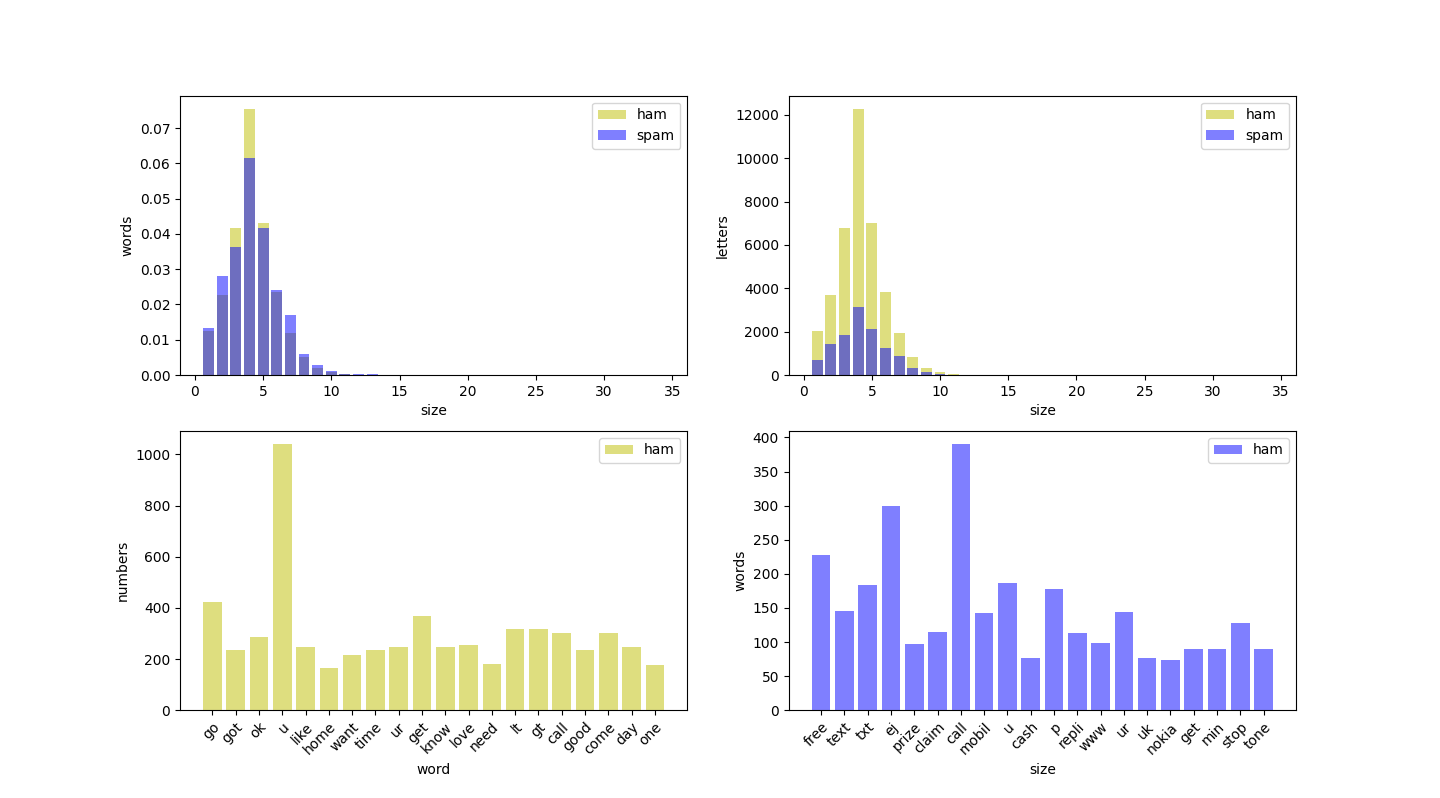 ham
spam
0.07
0.06
0.05
0.04
0.03
0.02
0.01
0.00
words
0 5 10 15 20 25 30 35
size
ham
spam
12000
10000
8000
6000
4000
2000
0
letters
0 5 10 15 20 25 30 35
size
ham
1000
800
600
400
200
0
numbers
go got ok u like home want time ur get know love need lt gt call good come day one
word
ham
400
350
300
250
200
150
100
50
0
words
free text txt ej prize claim call mobil u cash p repli www ur uk nokia get min stop tone
size